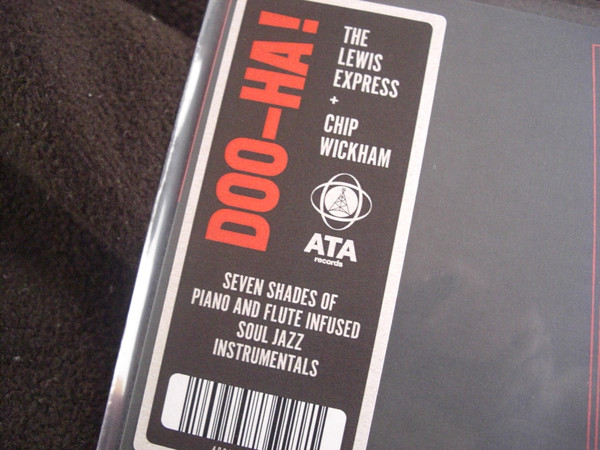 DOO-HA!
THE
LEWIS
EXPRESS
+
CHIP
WICKHAM
ATA
records
SEVEN SHADES OF
PIANO AND FLUTE INFUSED
SOUL JAZZ
INSTRUMENTALS